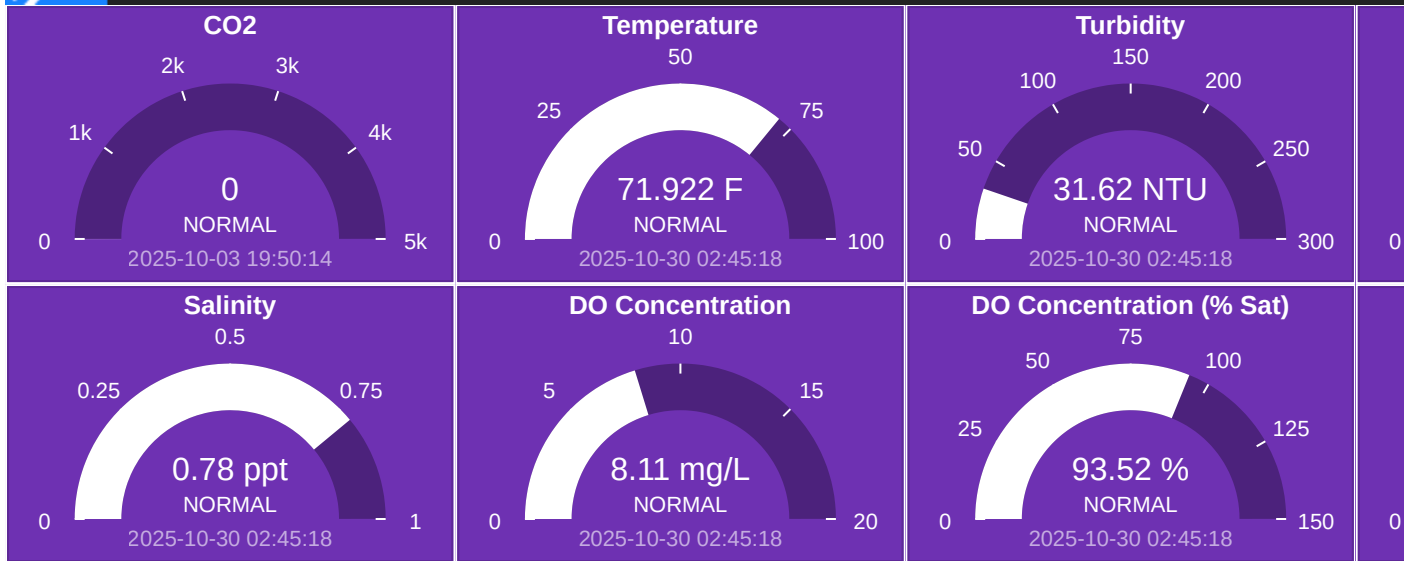 CO2
2k
3k
1k
4k
0
NORMAL
0
5k
2025-10-03 19:50:14
Temperature
50
25
75
71.922 F
NORMAL
0
100
2025-10-30 02:45:18
Turbidity
150
100
200
50
250
31.62 NTU
NORMAL
0
300
2025-10-30 02:45:18
0
Salinity
0.5
0.25
0.75
0.78 ppt
NORMAL
0
1
2025-10-30 02:45:18
DO Concentration
10
5
15
8.11 mg/L
NORMAL
0
20
2025-10-30 02:45:18
DO Concentration (% Sat)
75
50
100
25
125
93.52 %
NORMAL
0
150
2025-10-30 02:45:18
0